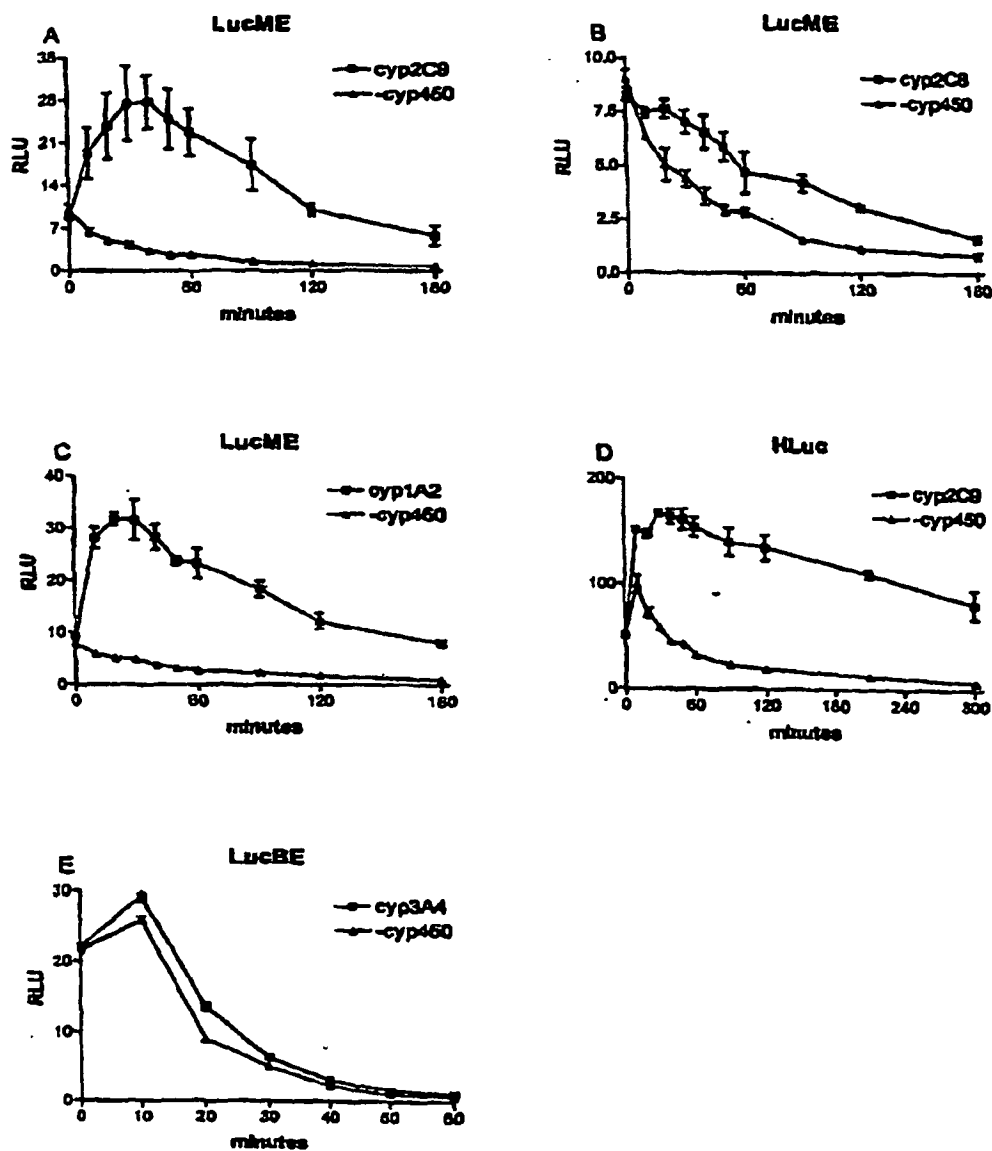 A LucME
cyp2C9
-cyp450
35
28
21
14
7
0
RLU
0 60 120 180
minutes
B LucME
cyp2C8
-cyp450
10.0
7.5
5.0
2.5
0.0
RLU
0 60 120 180
minutes
C LucME
cyp1A2
-cyp450
40
30
20
10
0
RLU
0 60 120 180
minutes
D HLuc
cyp2C9
-cyp450
200
100
0
RLU
0 60 120 180 240 300
minutes
E LucBE
cyp3A4
-cyp450
30
20
10
0
RLU
0 10 20 30 40 50 60
minutes